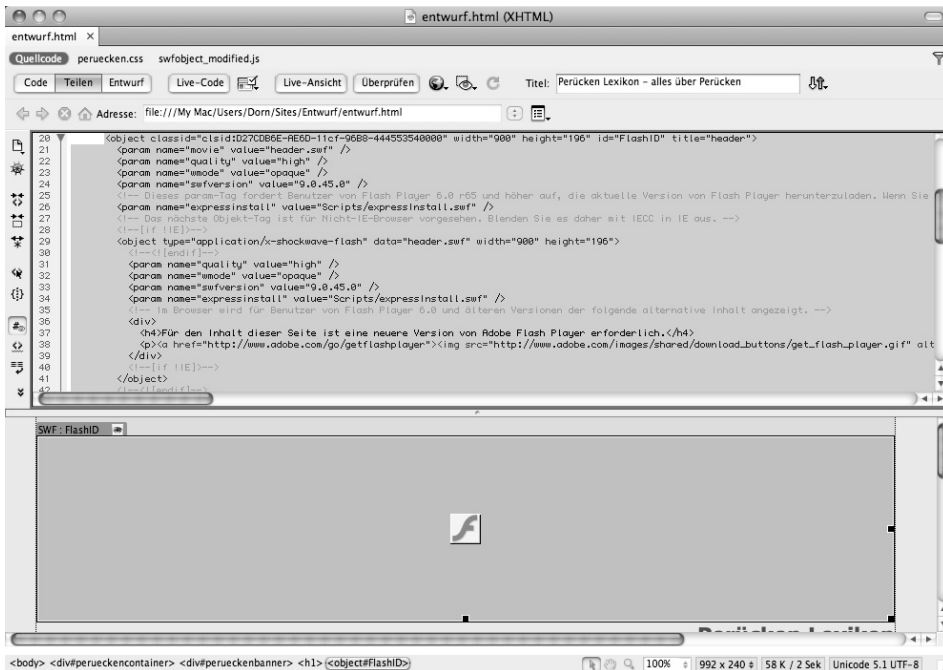 entwurf.html (XHTML)
entwurf.html ×
Quellcode peruecken.css swfobject_modified.js
Code Teilen Entwurf Live-Code Live-Ansicht Überprüfen Titel: Perücken Lexikon - alles über Perücken
Adresse: file:///My Mac/Users/Dorn/Sites/Entwurf/entwurf.html
20 <object classid="clsid:D27CDB6E-AE6D-11cf-96B8-444553540000" width="900" height="196" id="FlashID" title="header">
21 <param name="movie" value="header.swf" />
22 <param name="quality" value="high" />
23 <param name="wmode" value="opaque" />
24 <param name="swfversion" value="9.0.45.0" />
25 <!-- Dieses param-Tag fordert Benutzer von Flash Player 6.0 r65 und höher auf, die aktuelle Version von Flash Player herunterzuladen. Wenn Sie
26 <param name="expressinstall" value="Scripts/expressInstall.swf" />
27 <!-- Das nächste Objekt-Tag ist für Nicht-IE-Browser vorgesehen. Blenden Sie es daher mit IECC in IE aus. -->
28 <!--[if !IE]>-->
29 <object type="application/x-shockwave-flash" data="header.swf" width="900" height="196">
30 <!--<![endif]-->
31 <param name="quality" value="high" />
32 <param name="wmode" value="opaque" />
33 <param name="swfversion" value="9.0.45.0" />
34 <param name="expressinstall" value="Scripts/expressInstall.swf" />
35 <!-- Im Browser wird für Benutzer von Flash Player 6.0 und älteren Versionen der folgende alternative Inhalt angezeigt. -->
36 <div>
37 <h4>Für den Inhalt dieser Seite ist eine neuere Version von Adobe Flash Player erforderlich.</h4>
38 <p><a href="http://www.adobe.com/go/getflashplayer"><img src="http://www.adobe.com/images/shared/download_buttons/get_flash_player.gif" alt
39 </div>
40 <!--[if !IE]>-->
41 </object>
42 <!--<![endif]-->
SWF : FlashID
Perücken Lexikon
<body> <div#perueckencontainer> <div#perueckenbanner> <h1> <object#FlashID> 100% 992 x 240 58 K / 2 Sek Unicode 5.1 UTF-8